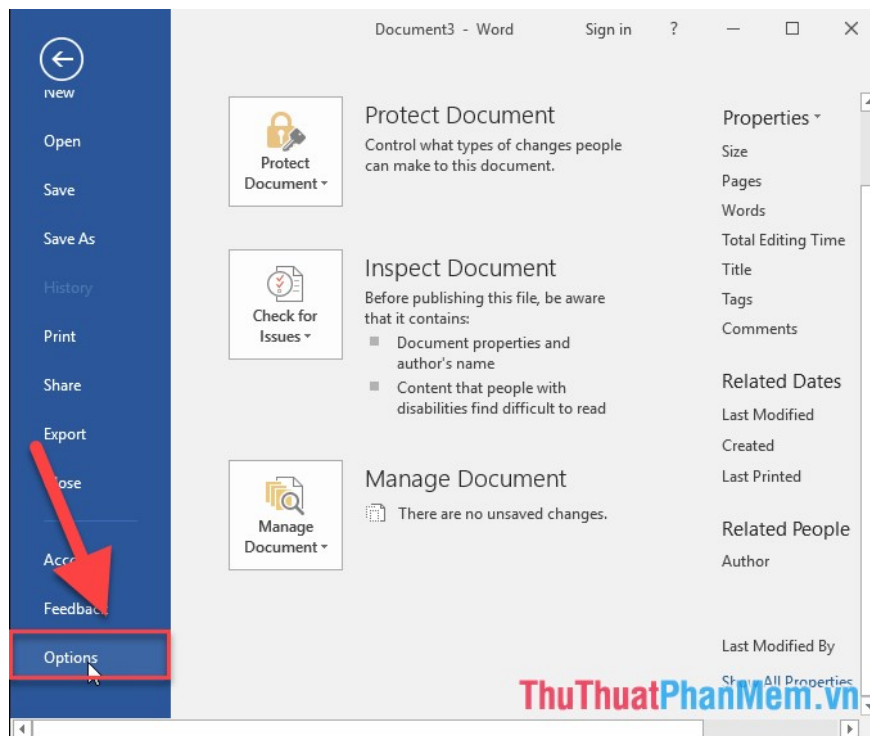 Document3 - Word Sign in ?
New
Open
Save
Save As
History
Print
Share
Export
Close
Feedback
Options
Protect
Document
Protect Document
Control what types of changes people
can make to this document.
Check for
Issues
Inspect Document
Before publishing this file, be aware
that it contains:
Document properties and
author's name
Content that people with
disabilities find difficult to read
Manage
Document
Manage Document
There are no unsaved changes.
Properties
Size
Pages
Words
Total Editing Time
Title
Tags
Comments
Related Dates
Last Modified
Created
Last Printed
Related People
Author
Last Modified By
Show All Properties
ThuThuatPhanMem.vn